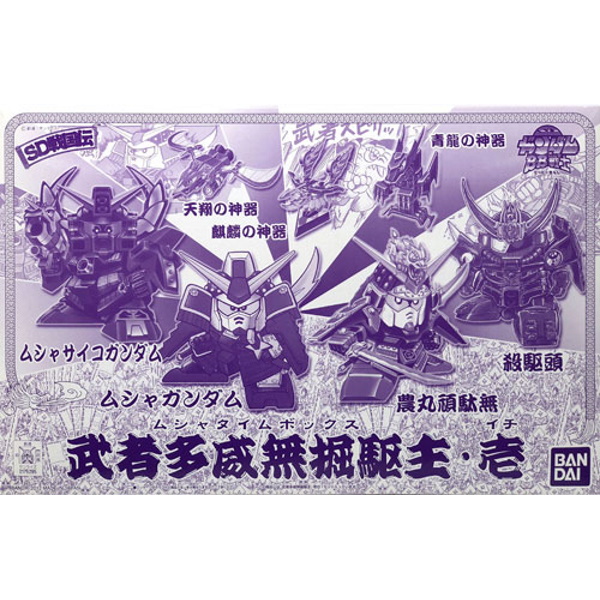 SD戦国伝
武者スピリッツ
青龍の神器
天翔の神器
麒麟の神器
ムシャサイコガンダム
ムシャガンダム
農丸頑駄無
殺駆頭
ムシャタイムボックス イチ
武者多威無掘駆主・壱
BAN
DAI